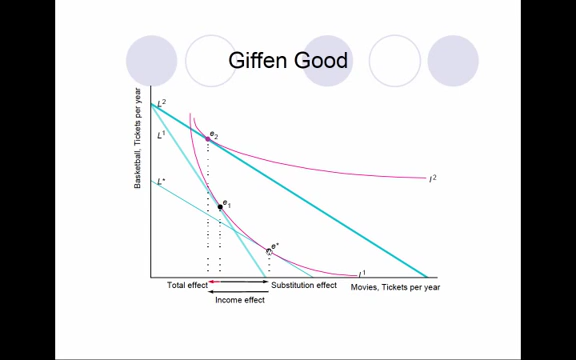 Giffen Good
Basketball, Tickets per year
L²
L¹
L*
e₂
e₁
e*
I²
I¹
Total effect
Substitution effect
Income effect
Movies, Tickets per year